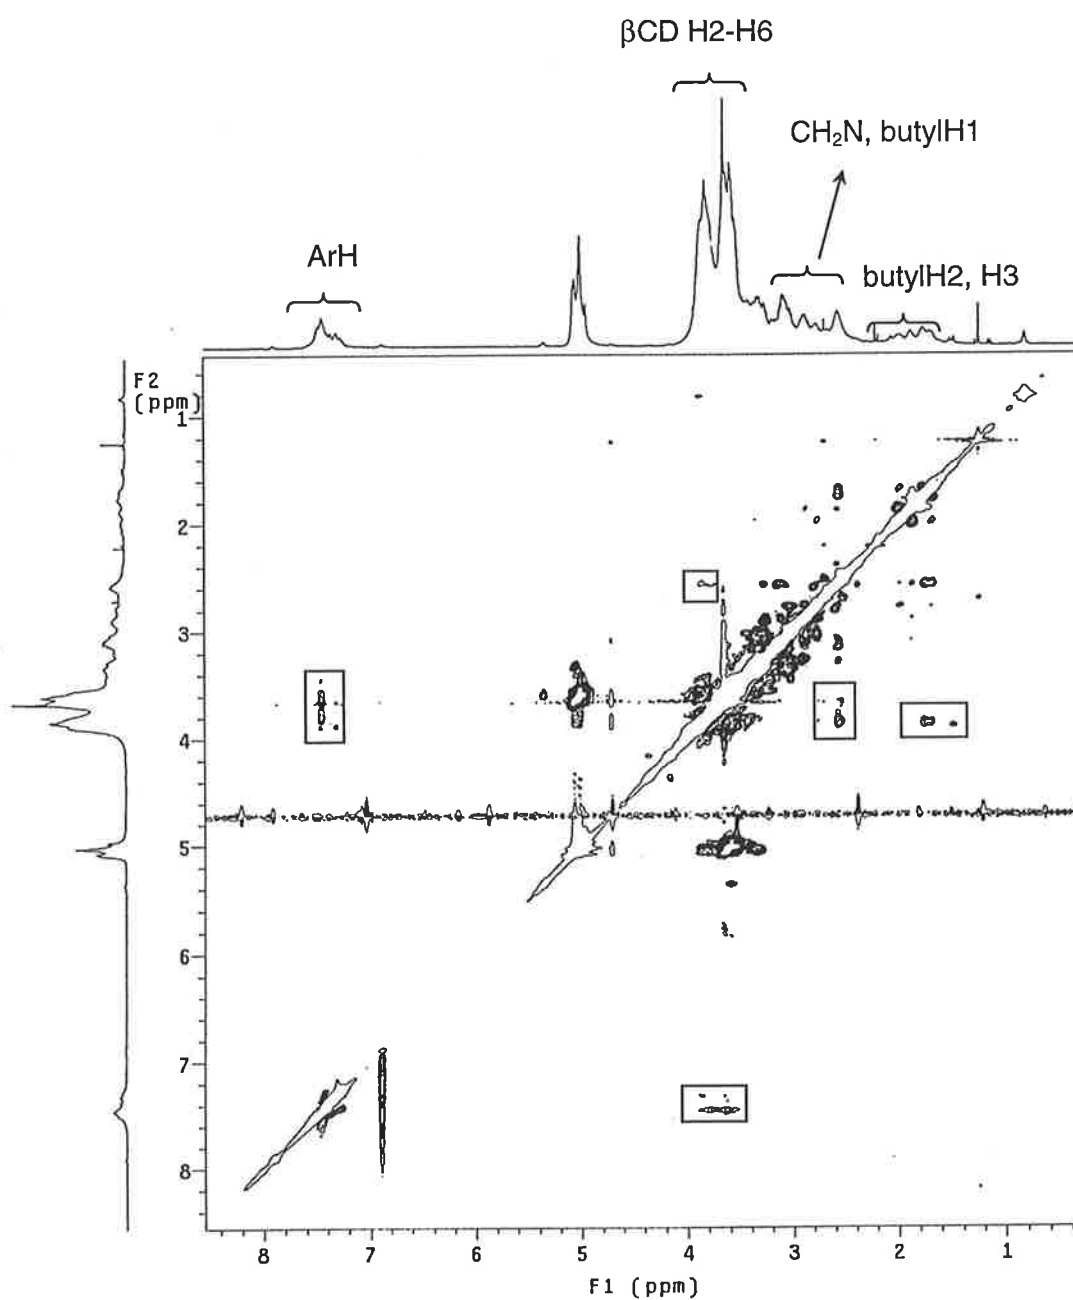 βCD H2-H6
CH₂N, butylH1
ArH
butylH2, H3
F2
(ppm)
1
2
3
4
5
6
7
8
8 7 6 5 4 3 2 1
F1 (ppm)